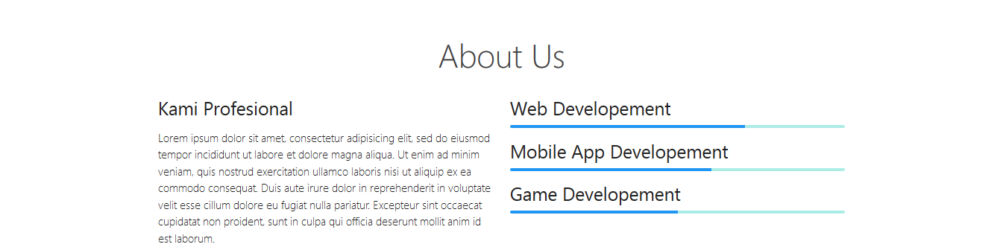 About Us
Kami Profesional
Lorem ipsum dolor sit amet, consectetur adipisicing elit, sed do eiusmod
tempor incididunt ut labore et dolore magna aliqua. Ut enim ad minim
veniam, quis nostrud exercitation ullamco laboris nisi ut aliquip ex ea
commodo consequat. Duis aute irure dolor in reprehenderit in voluptate
velit esse cillum dolore eu fugiat nulla pariatur. Excepteur sint occaecat
cupidatat non proident, sunt in culpa qui officia deserunt mollit anim id
est laborum.
Web Developement
Mobile App Developement
Game Developement